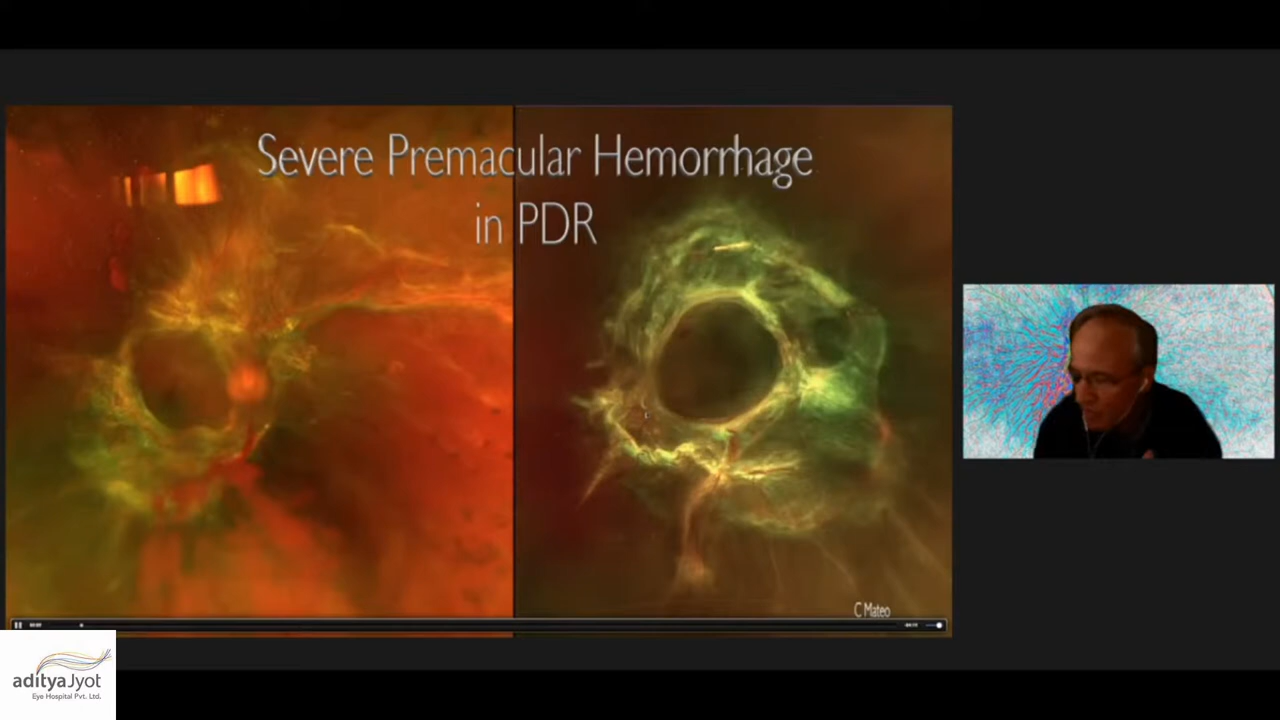 Severe Premacular Hemorrhage
in PDR
C Mateo
adityaJyot
Eye Hospital Pvt. Ltd.